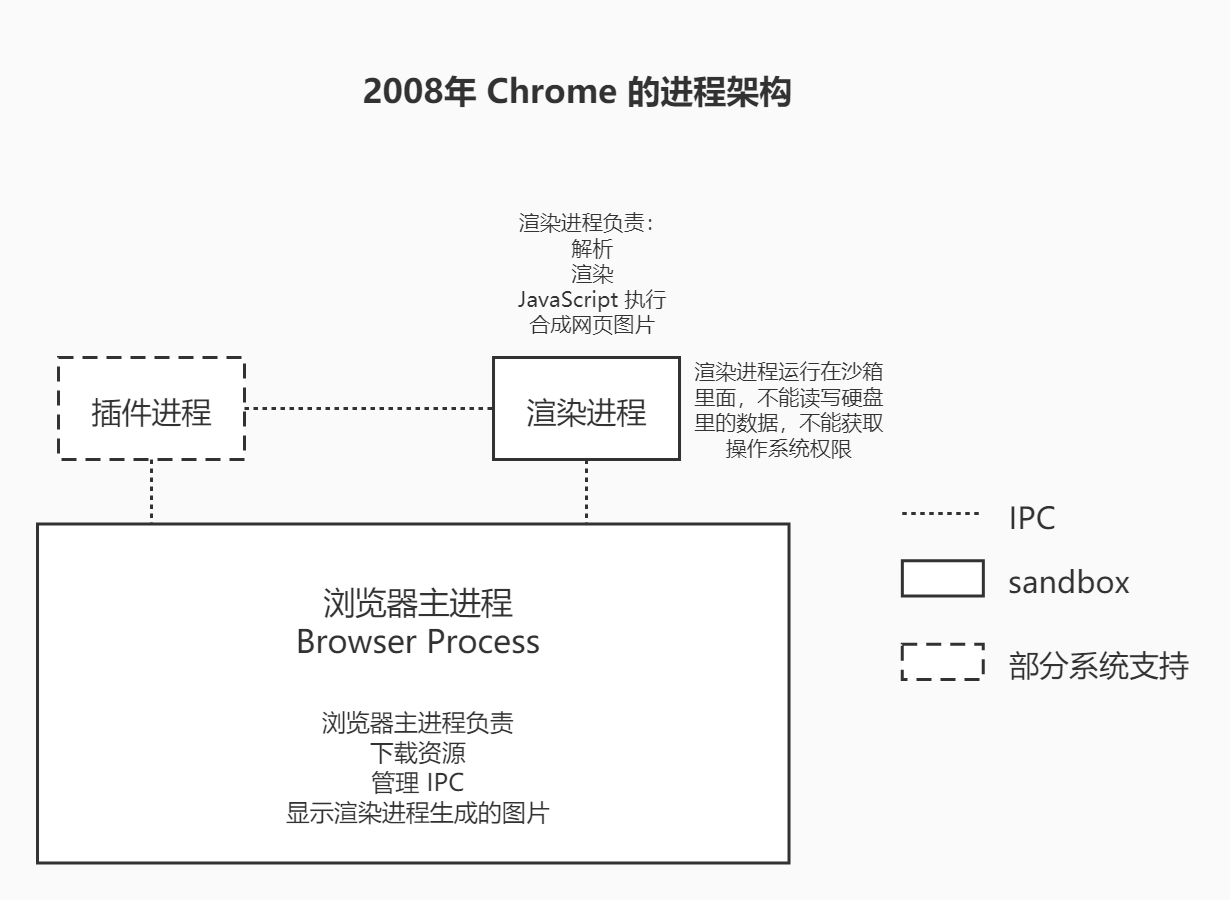 2008年 Chrome 的进程架构
渲染进程负责：
解析
渲染
JavaScript 执行
合成网页图片
插件进程
渲染进程
渲染进程运行在沙箱
里面，不能读写硬盘
里的数据，不能获取
操作系统权限
IPC
sandbox
部分系统支持
浏览器主进程
Browser Process
浏览器主进程负责
下载资源
管理 IPC
显示渲染进程生成的图片